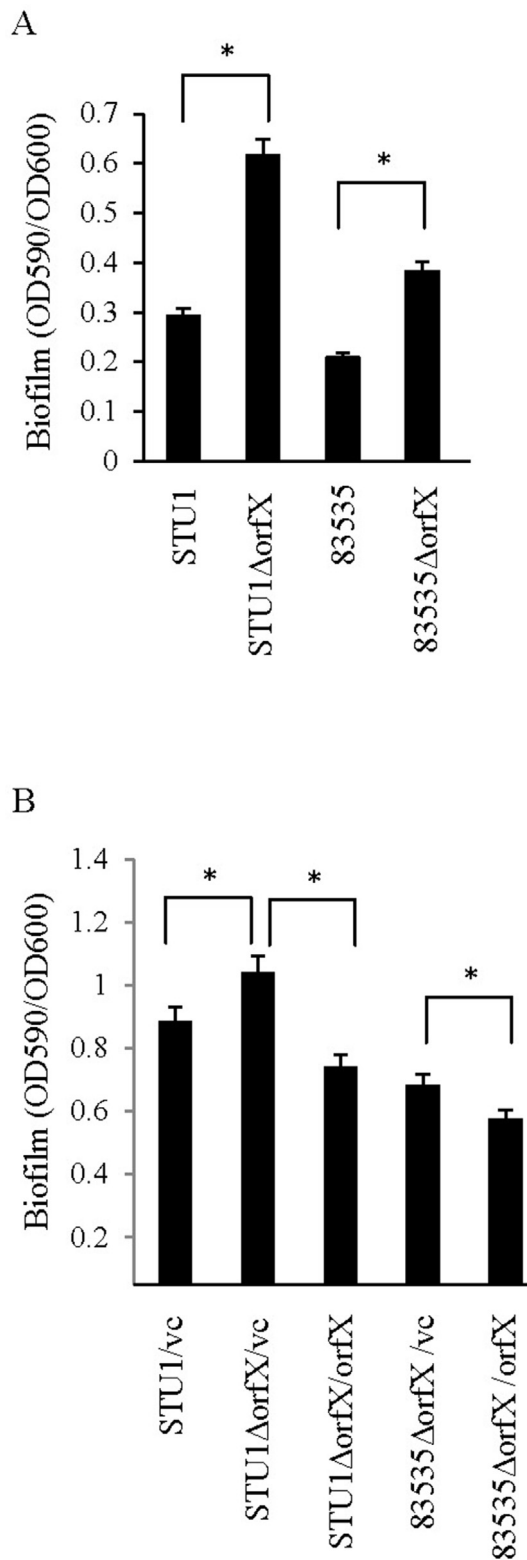 A
*
*
0.7
0.6
0.5
0.4
0.3
0.2
0.1
0
Biofilm (OD590/OD600)
STU1
STU1ΔorfX
83535
83535ΔorfX
B
*
*
*
1.4
1.2
1
0.8
0.6
0.4
0.2
Biofilm (OD590/OD600)
STU1/vc
STU1ΔorfX/vc
STU1ΔorfX/orfX
83535ΔorfX /vc
83535ΔorfX /orfX